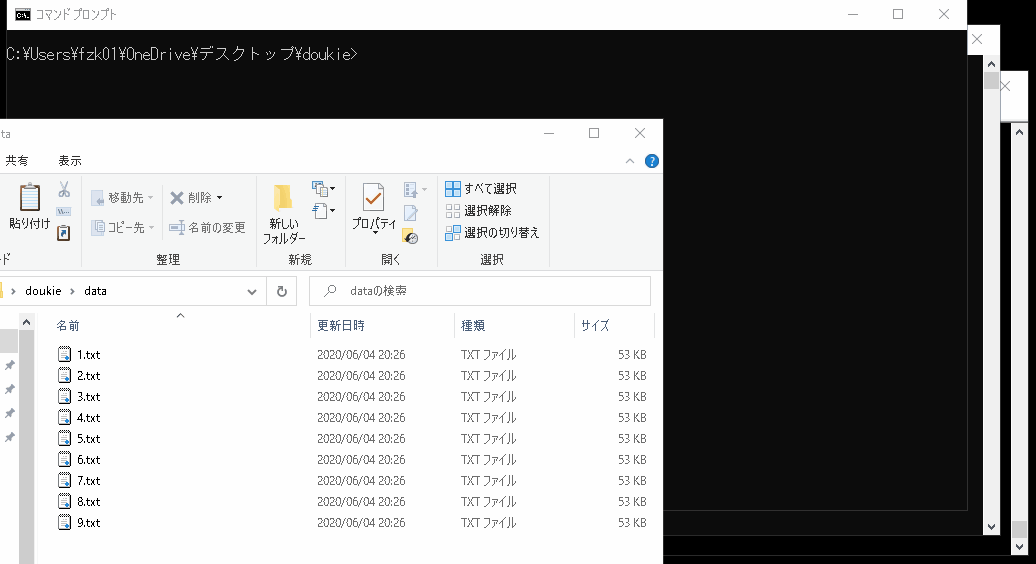 コマンド プロンプト
C:¥Users¥fzk01¥OneDrive¥デスクトップ¥doukie>
ta
共有 表示
貼り付け
移動先
コピー先
削除
名前の変更
整理
新しい
フォルダー
新規
プロパティ
開く
すべて選択
選択解除
選択の切り替え
選択
ド
doukie > data
dataの検索
名前 更新日時 種類 サイズ
1.txt 2020/06/04 20:26 TXT ファイル 53 KB
2.txt 2020/06/04 20:26 TXT ファイル 53 KB
3.txt 2020/06/04 20:26 TXT ファイル 53 KB
4.txt 2020/06/04 20:26 TXT ファイル 53 KB
5.txt 2020/06/04 20:26 TXT ファイル 53 KB
6.txt 2020/06/04 20:26 TXT ファイル 53 KB
7.txt 2020/06/04 20:26 TXT ファイル 53 KB
8.txt 2020/06/04 20:26 TXT ファイル 53 KB
9.txt 2020/06/04 20:26 TXT ファイル 53 KB